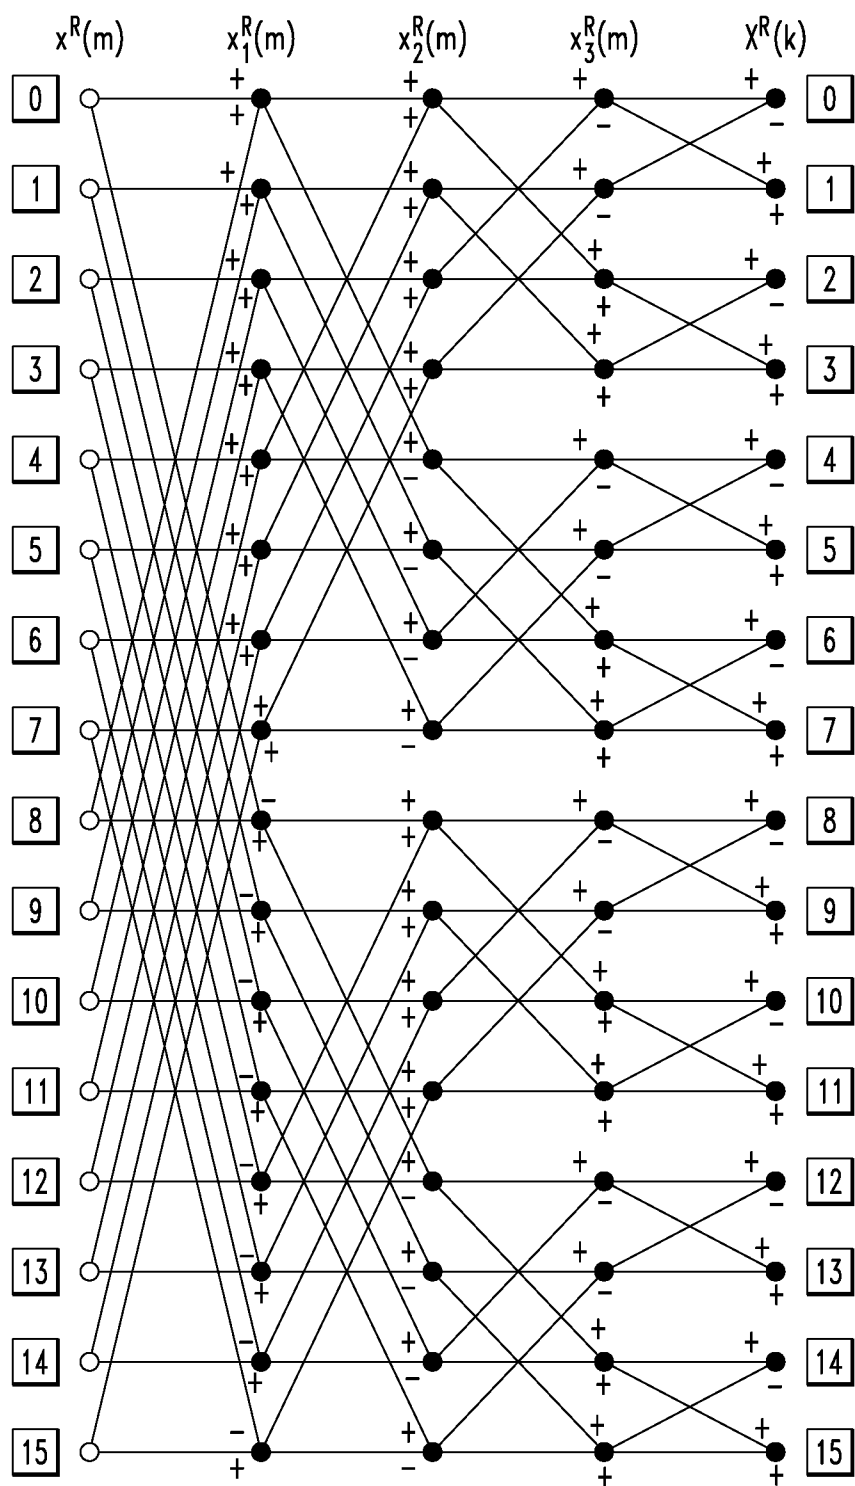 x^R(m) x_1^R(m) x_2^R(m) x_3^R(m) X^R(k)
+ + + +
0 0
+ + − −
+ + + +
1 1
+ + − +
+ + + +
2 2
+ + + −
+ + + +
3 3
+ + + +
+ + + +
4 4
+ − − −
+ + + +
5 5
+ − − +
+ + + +
6 6
+ − + −
+ + + +
7 7
+ − + +
− + + +
8 8
+ + − −
− + + +
9 9
+ + − +
− + + +
10 10
+ + + −
− + + +
11 11
+ + + +
− + + +
12 12
+ − − −
− + + +
13 13
+ − − +
− + + +
14 14
+ − + −
− + + +
15 15
+ − + +